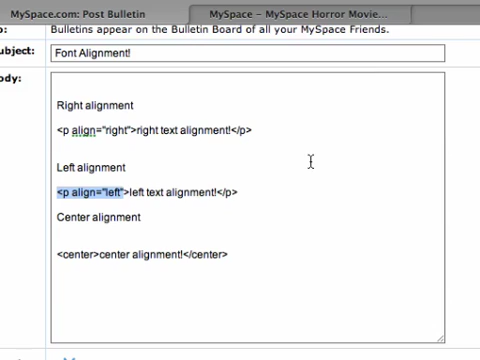 MySpace.com: Post Bulletin
MySpace – MySpace Horror Movie...
Bulletins appear on the Bulletin Board of all your MySpace Friends.
ubject:
Font Alignment!
ody:
Right alignment
<p align="right">right text alignment!</p>
Left alignment
<p align="left">left text alignment!</p>
Center alignment
<center>center alignment!</center>